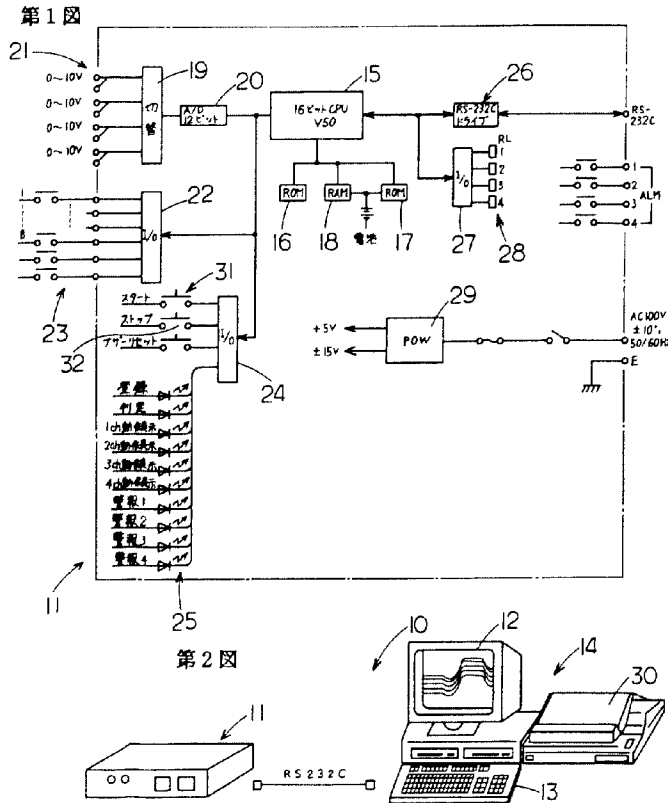 第1図
21
0～10V
0～10V
0～10V
0～10V
19
切替
20
A/D
12ビット
15
16ビットCPU
V50
26
RS-232C
ドライブ
RS-
232C
RL
1
2
3
4
I/O
27
28
1
2
3
4
ALM
ROM
RAM
ROM
16
18
17
電池
22
I/O
1
8
23
31
スタート
ストップ
32
ブザーリセット
I/O
24
29
+5V
±15V
POW
AC100V
±10%
50/60Hz
E
登録
判定
1ch動作表示
2ch動作表示
3ch動作表示
4ch動作表示
警報1
警報2
警報3
警報4
11
25
第2図
10
12
14
30
11
RS232C
13